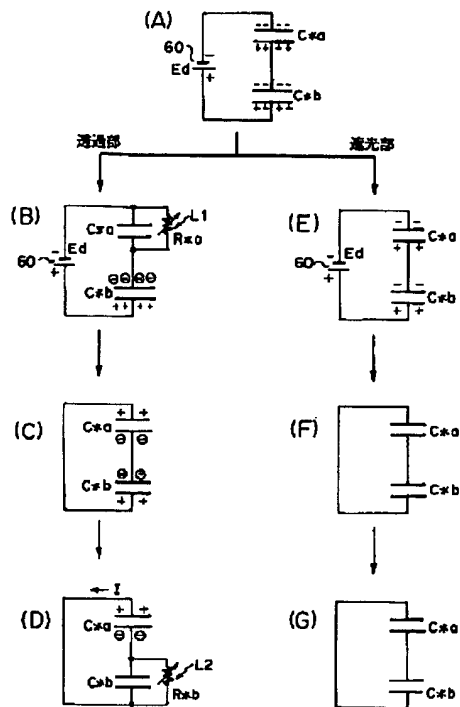 (A)
60
Ed
C*a
C*b
透過部
遮光部
(B)
60
Ed
C*a
L1
R*a
C*b
(E)
60
Ed
C*a
C*b
(C)
C*a
C*b
(F)
C*a
C*b
(D)
I
C*a
C*b
L2
R*b
(G)
C*a
C*b